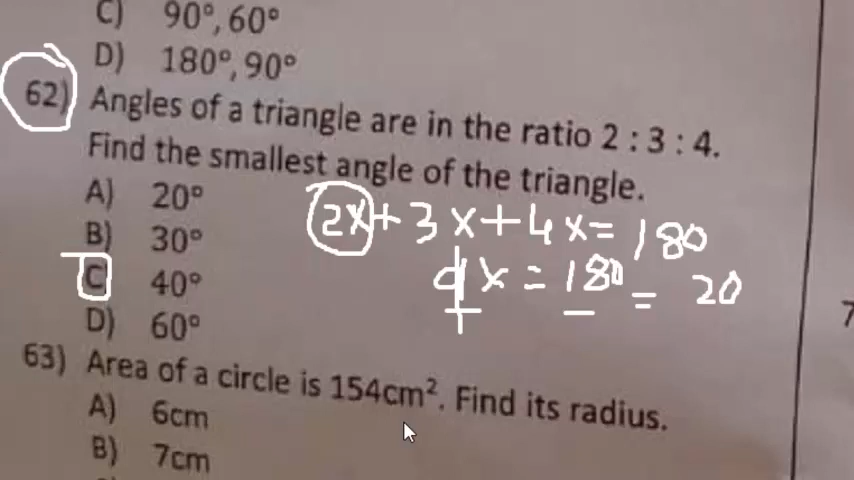 C) 90°, 60°
D) 180°, 90°
62) Angles of a triangle are in the ratio 2 : 3 : 4.
Find the smallest angle of the triangle.
A) 20°
B) 30°
C) 40°
D) 60°
2x + 3x + 4x = 180
9x = 180 = 20
63) Area of a circle is 154cm². Find its radius.
A) 6cm
B) 7cm
7